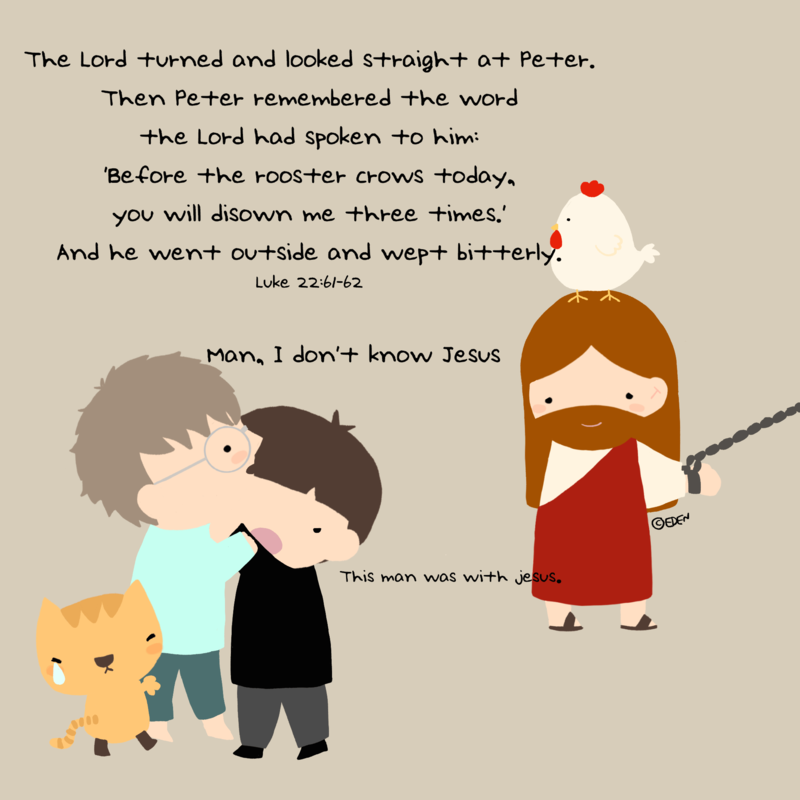 The Lord turned and looked straight at Peter.
Then Peter remembered the word
the Lord had spoken to him:
'Before the rooster crows today,
you will disown me three times.'
And he went outside and wept bitterly.
Luke 22:61-62
Man, I don't know Jesus
©EDEN
This man was with jesus.